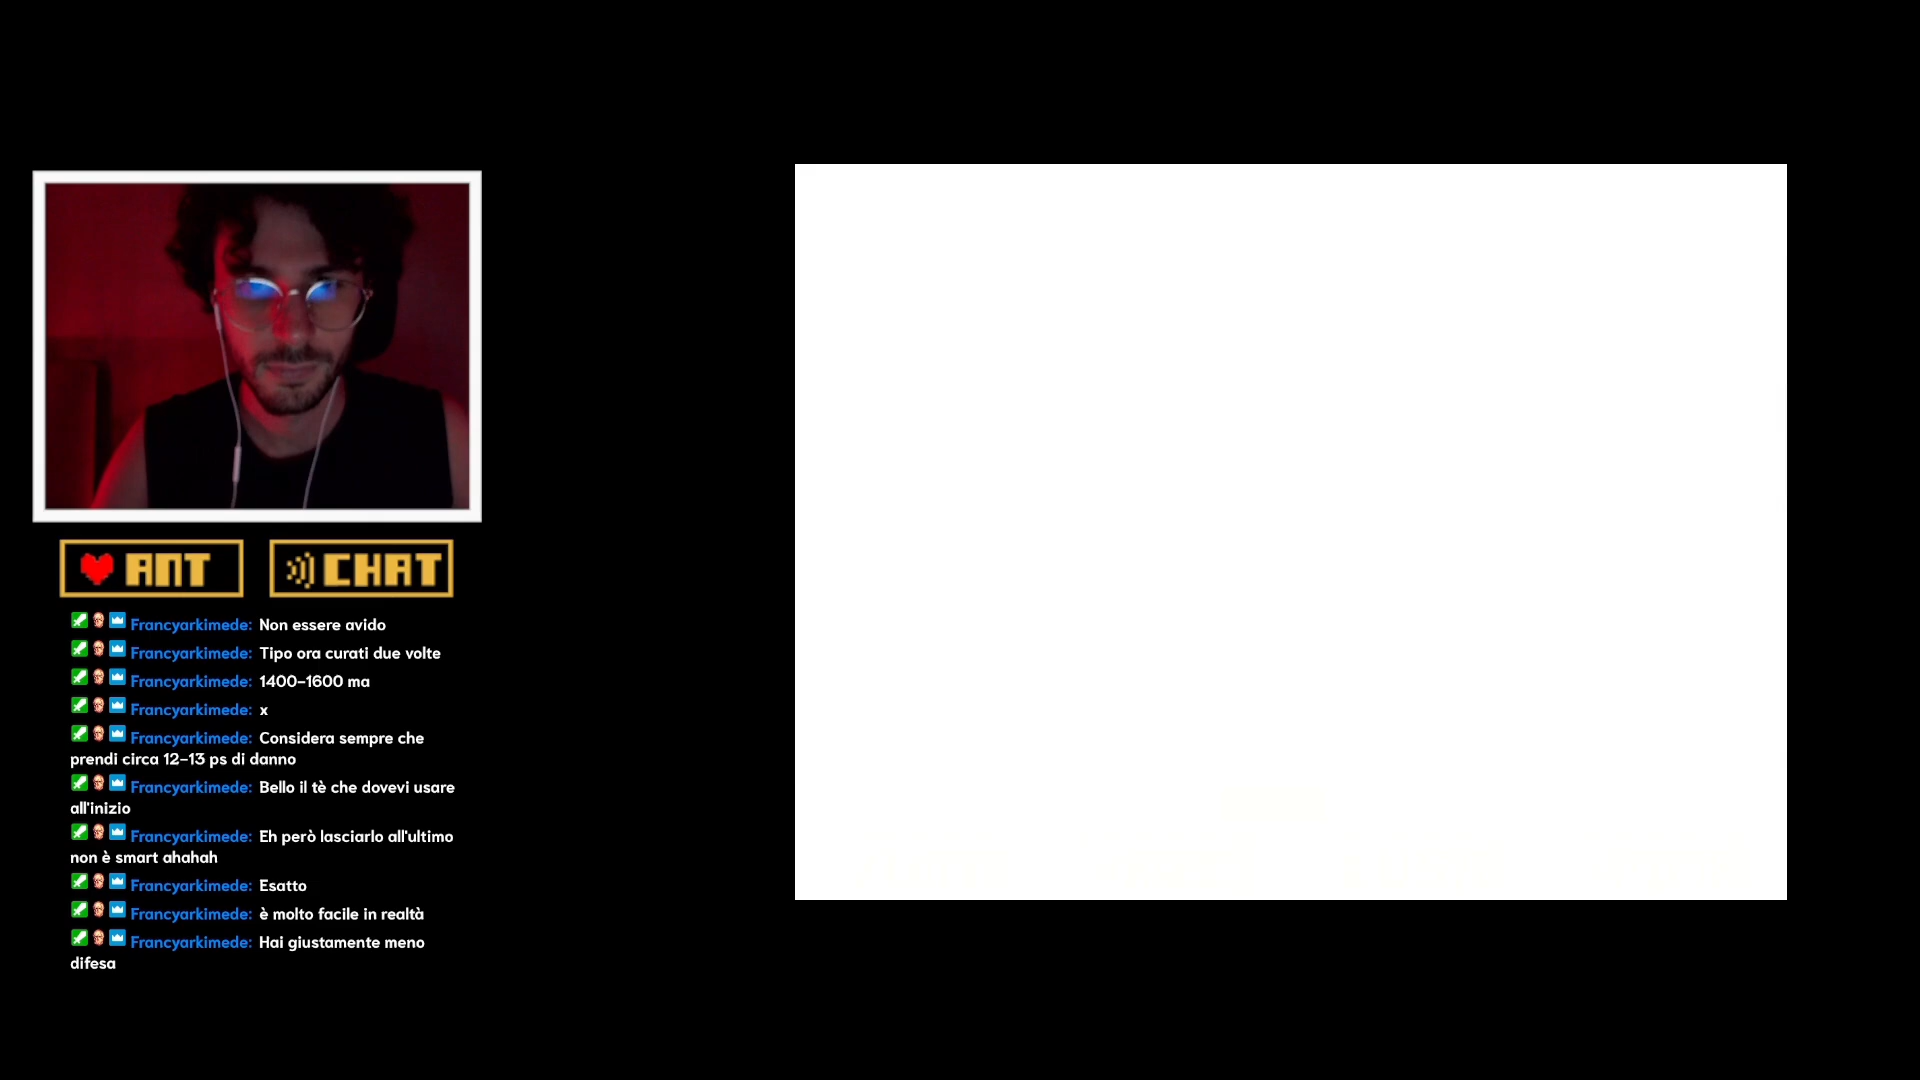 ANT
CHAT
Francyarkimede: Non essere avido
Francyarkimede: Tipo ora curati due volte
Francyarkimede: 1400-1600 ma
Francyarkimede: x
Francyarkimede: Considera sempre che
prendi circa 12-13 ps di danno
Francyarkimede: Bello il tè che dovevi usare
all'inizio
Francyarkimede: Eh però lasciarlo all'ultimo
non è smart ahahah
Francyarkimede: Esatto
Francyarkimede: è molto facile in realtà
Francyarkimede: Hai giustamente meno
difesa